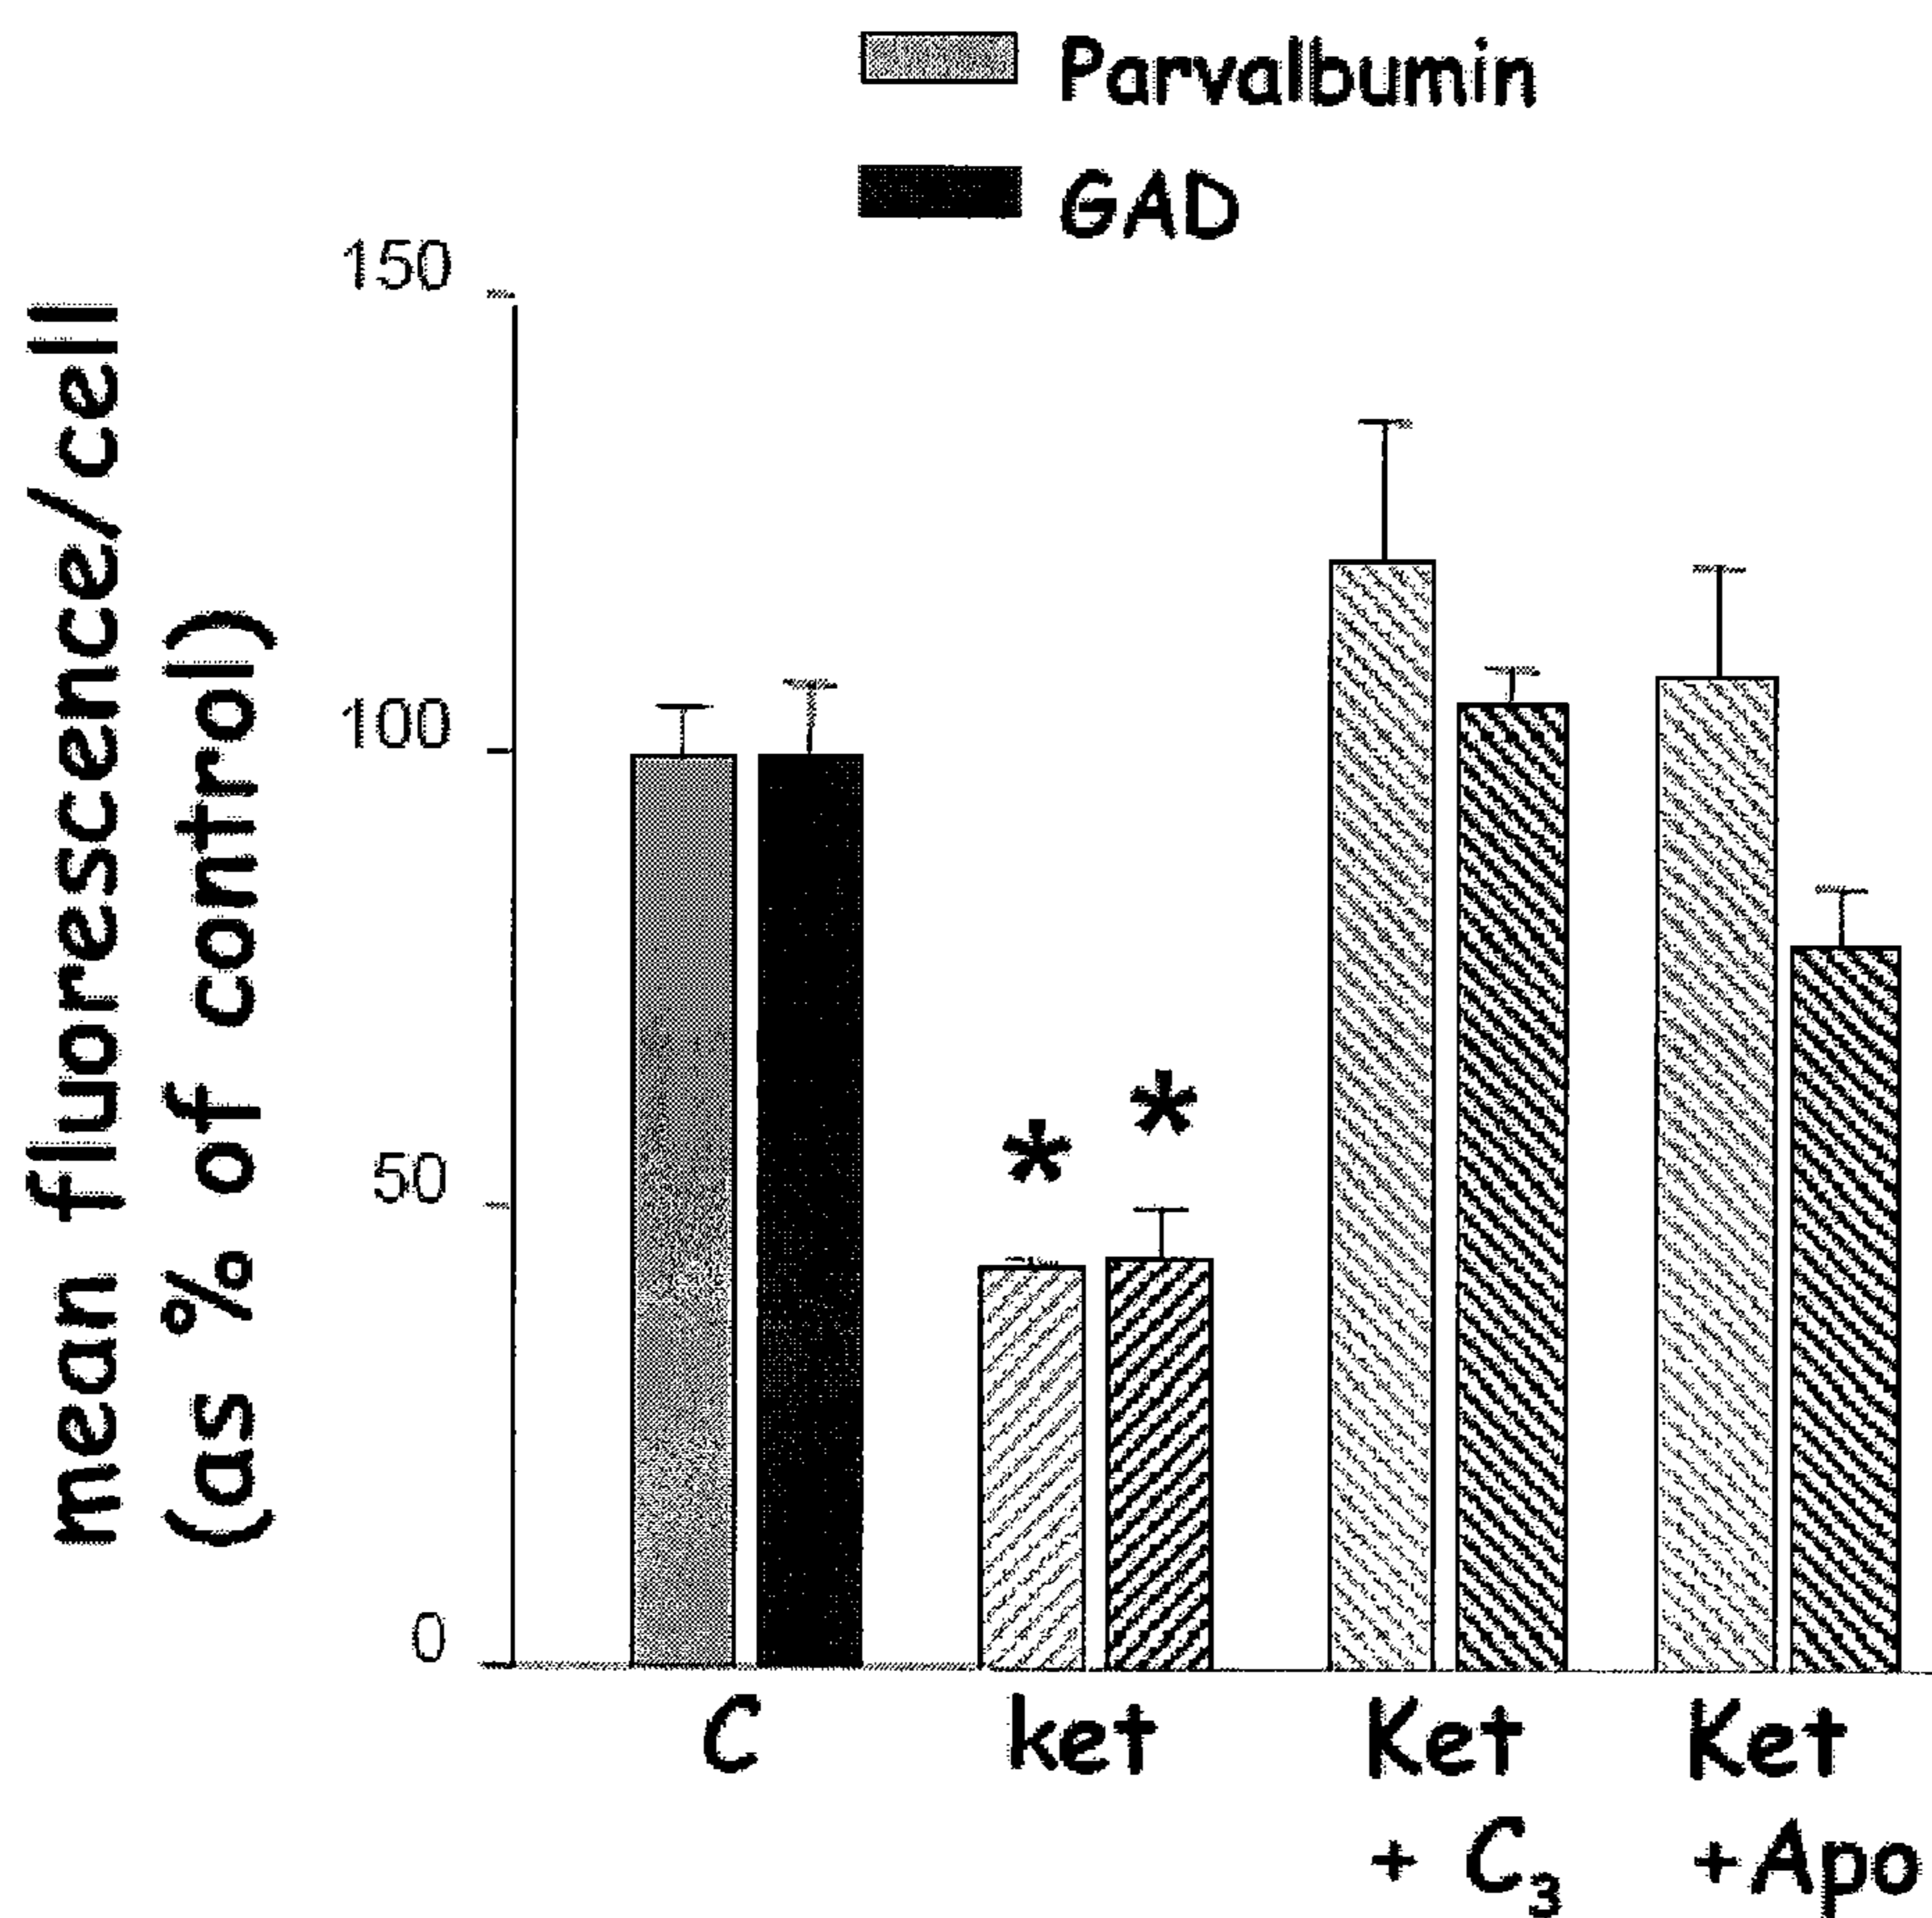 Parvalbumin
GAD
mean fluorescence/cell
(as % of control)
150
100
50
0
*
*
C
ket
Ket
+ C₃
Ket
+Apo